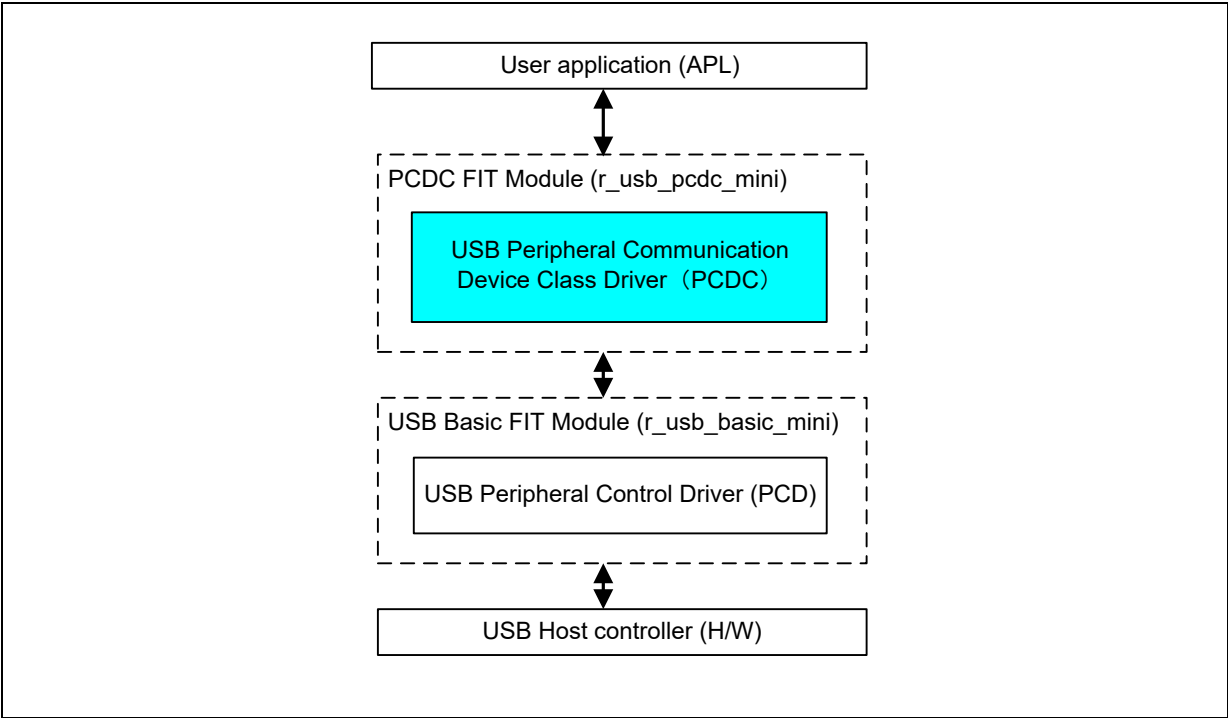 User application (APL)
PCDC FIT Module (r_usb_pcdc_mini)
USB Peripheral Communication
Device Class Driver（PCDC）
USB Basic FIT Module (r_usb_basic_mini)
USB Peripheral Control Driver (PCD)
USB Host controller (H/W)